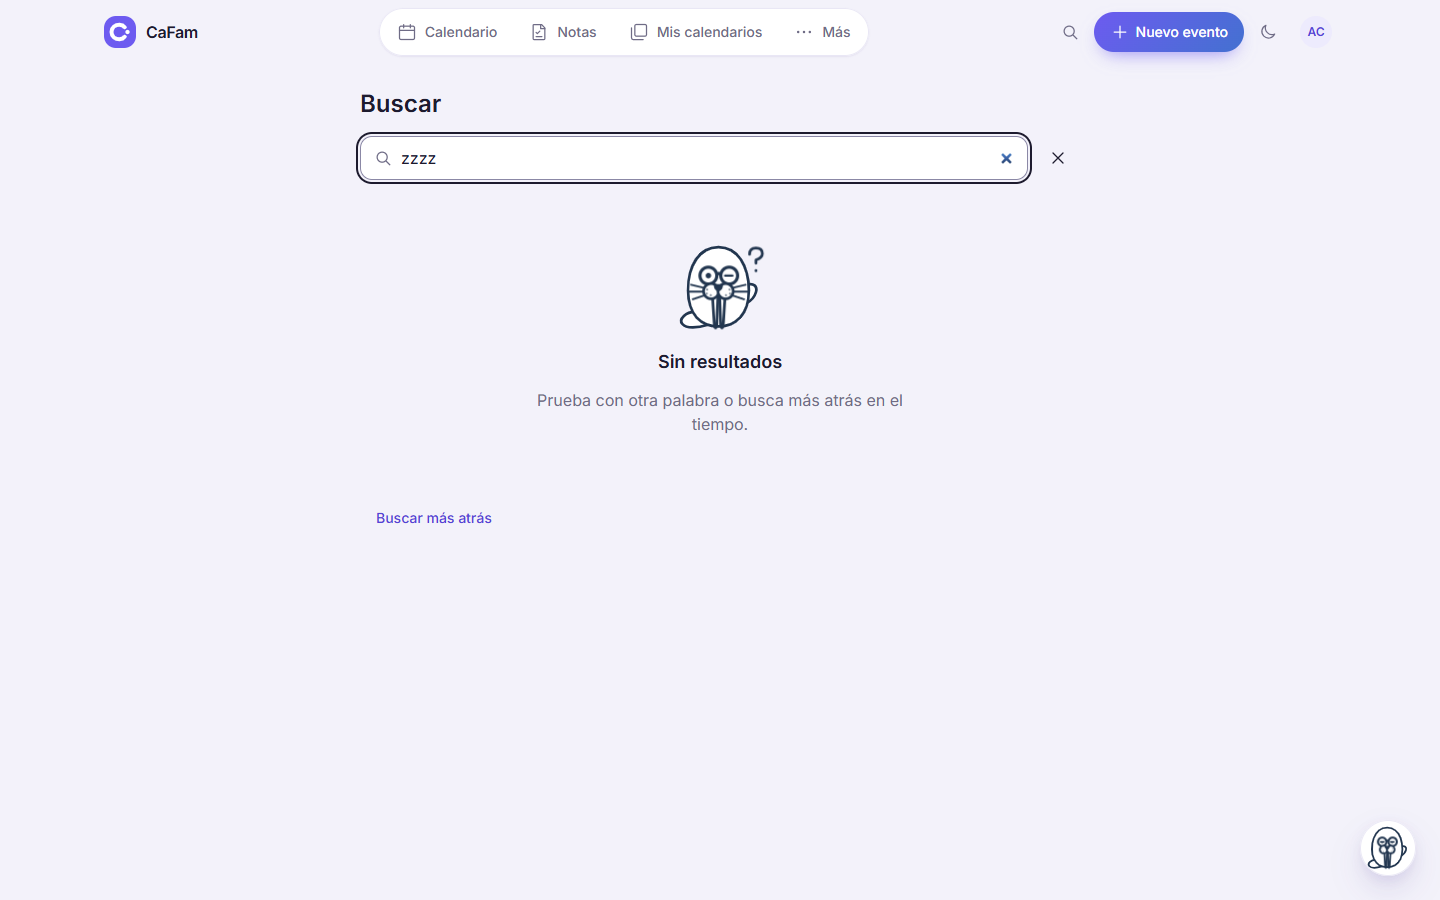 CaFam
Calendario
Notas
Mis calendarios
Más
Nuevo evento
AC
Buscar
zzzz
?
Sin resultados
Prueba con otra palabra o busca más atrás en el
tiempo.
Buscar más atrás